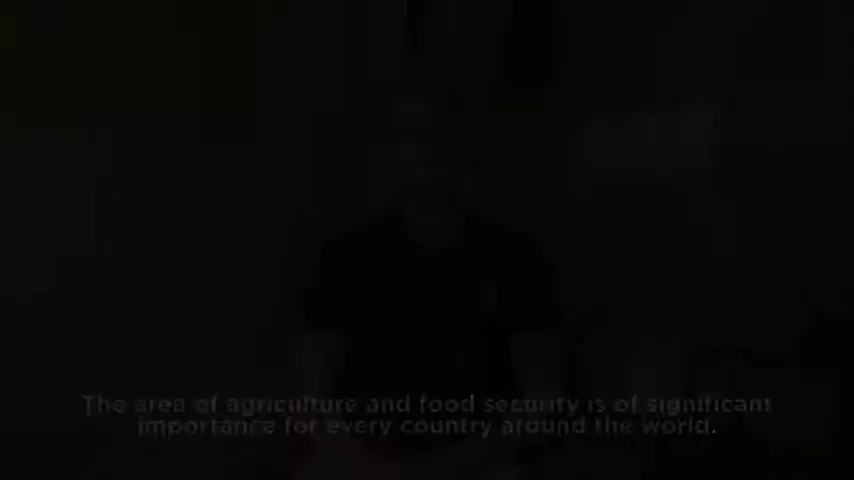 The area of agriculture and food security is of significant
importance for every country around the world.